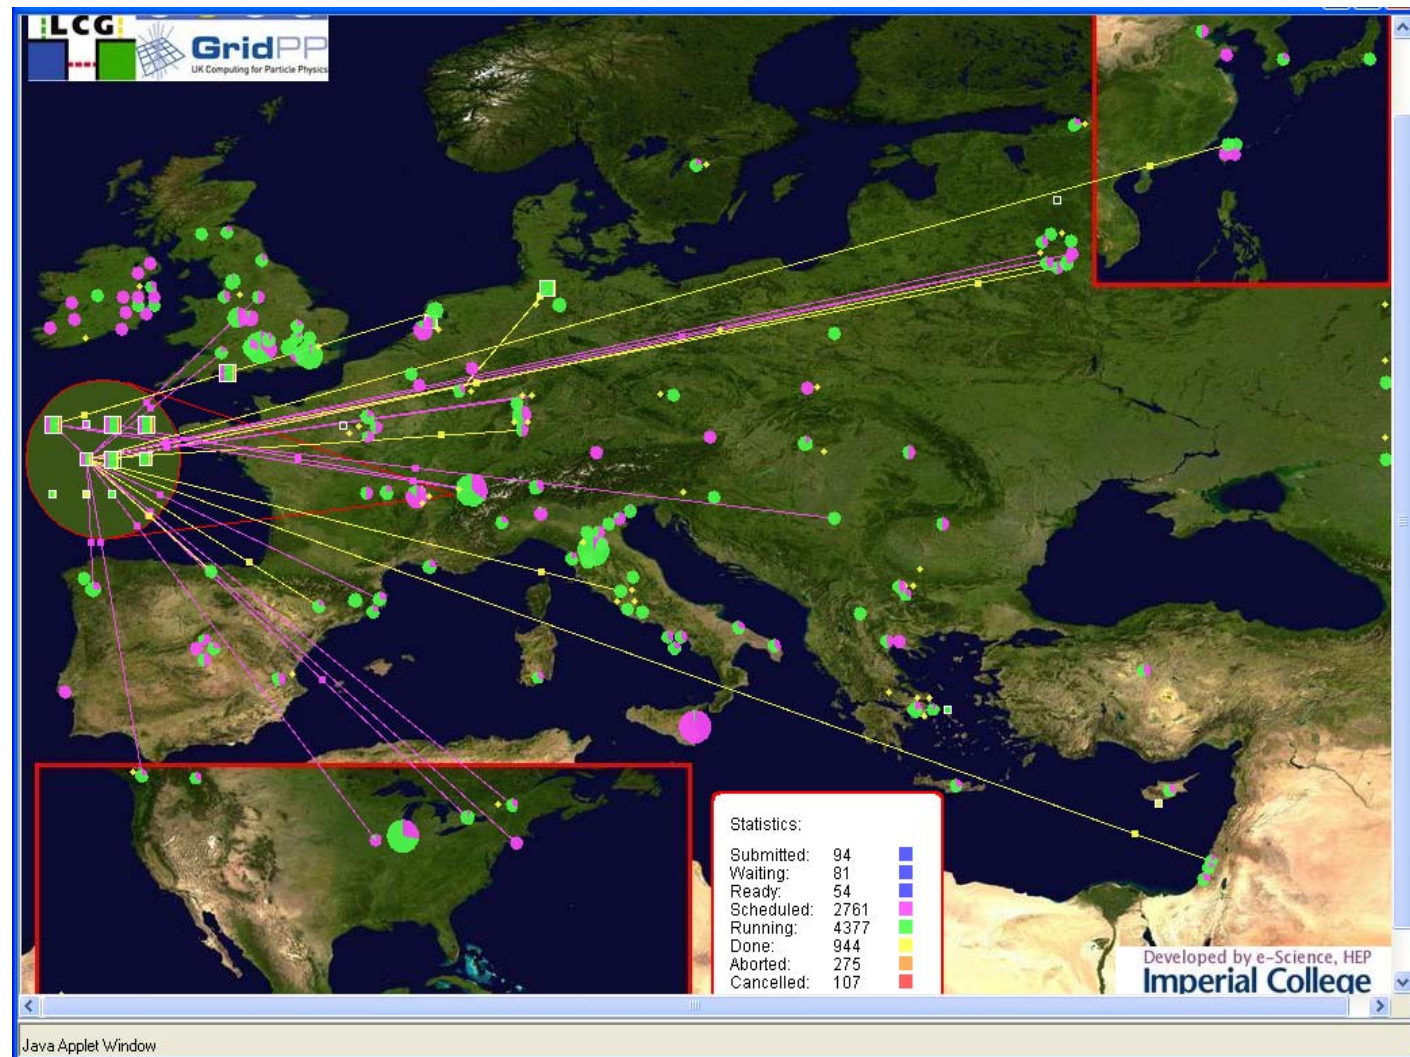 LCG
GridPP
UK Computing for Particle Physics
Statistics:
Submitted: 94
Waiting: 81
Ready: 54
Scheduled: 2761
Running: 4377
Done: 944
Aborted: 275
Cancelled: 107
Developed by e-Science, HEP
Imperial College
Java Applet Window